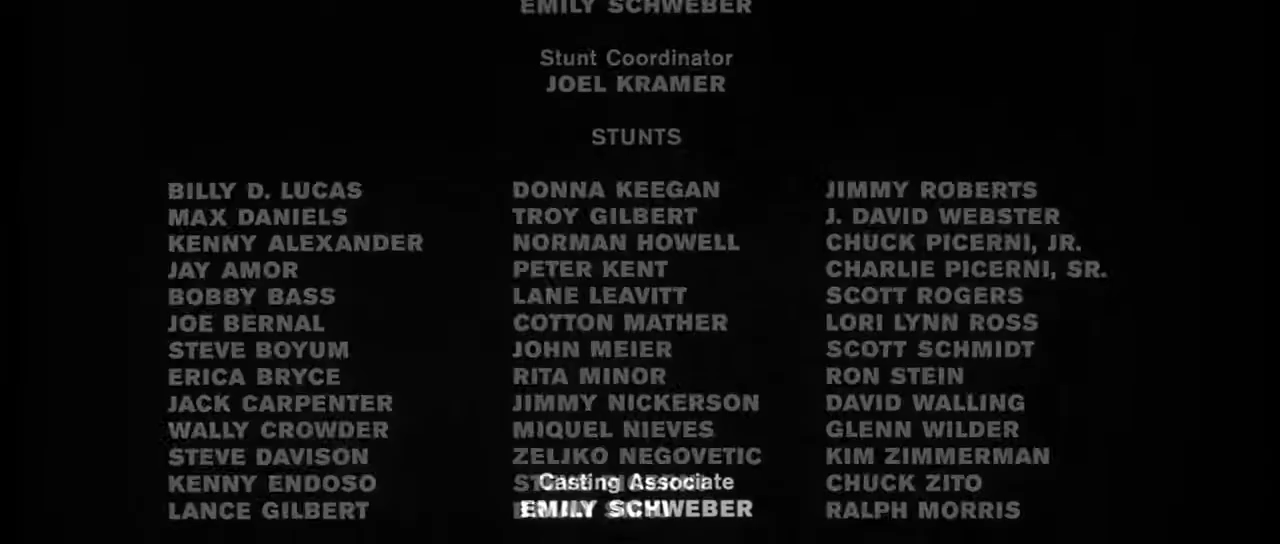 EMILY SCHWEBER
Stunt Coordinator
JOEL KRAMER
STUNTS
BILLY D. LUCAS DONNA KEEGAN JIMMY ROBERTS
MAX DANIELS TROY GILBERT J. DAVID WEBSTER
KENNY ALEXANDER NORMAN HOWELL CHUCK PICERNI, JR.
JAY AMOR PETER KENT CHARLIE PICERNI, SR.
BOBBY BASS LANE LEAVITT SCOTT ROGERS
JOE BERNAL COTTON MATHER LORI LYNN ROSS
STEVE BOYUM JOHN MEIER SCOTT SCHMIDT
ERICA BRYCE RITA MINOR RON STEIN
JACK CARPENTER JIMMY NICKERSON DAVID WALLING
WALLY CROWDER MIQUEL NIEVES GLENN WILDER
STEVE DAVISON ZELJKO NEGOVETIC KIM ZIMMERMAN
KENNY ENDOSO Casting Associate CHUCK ZITO
LANCE GILBERT EMILY SCHWEBER RALPH MORRIS